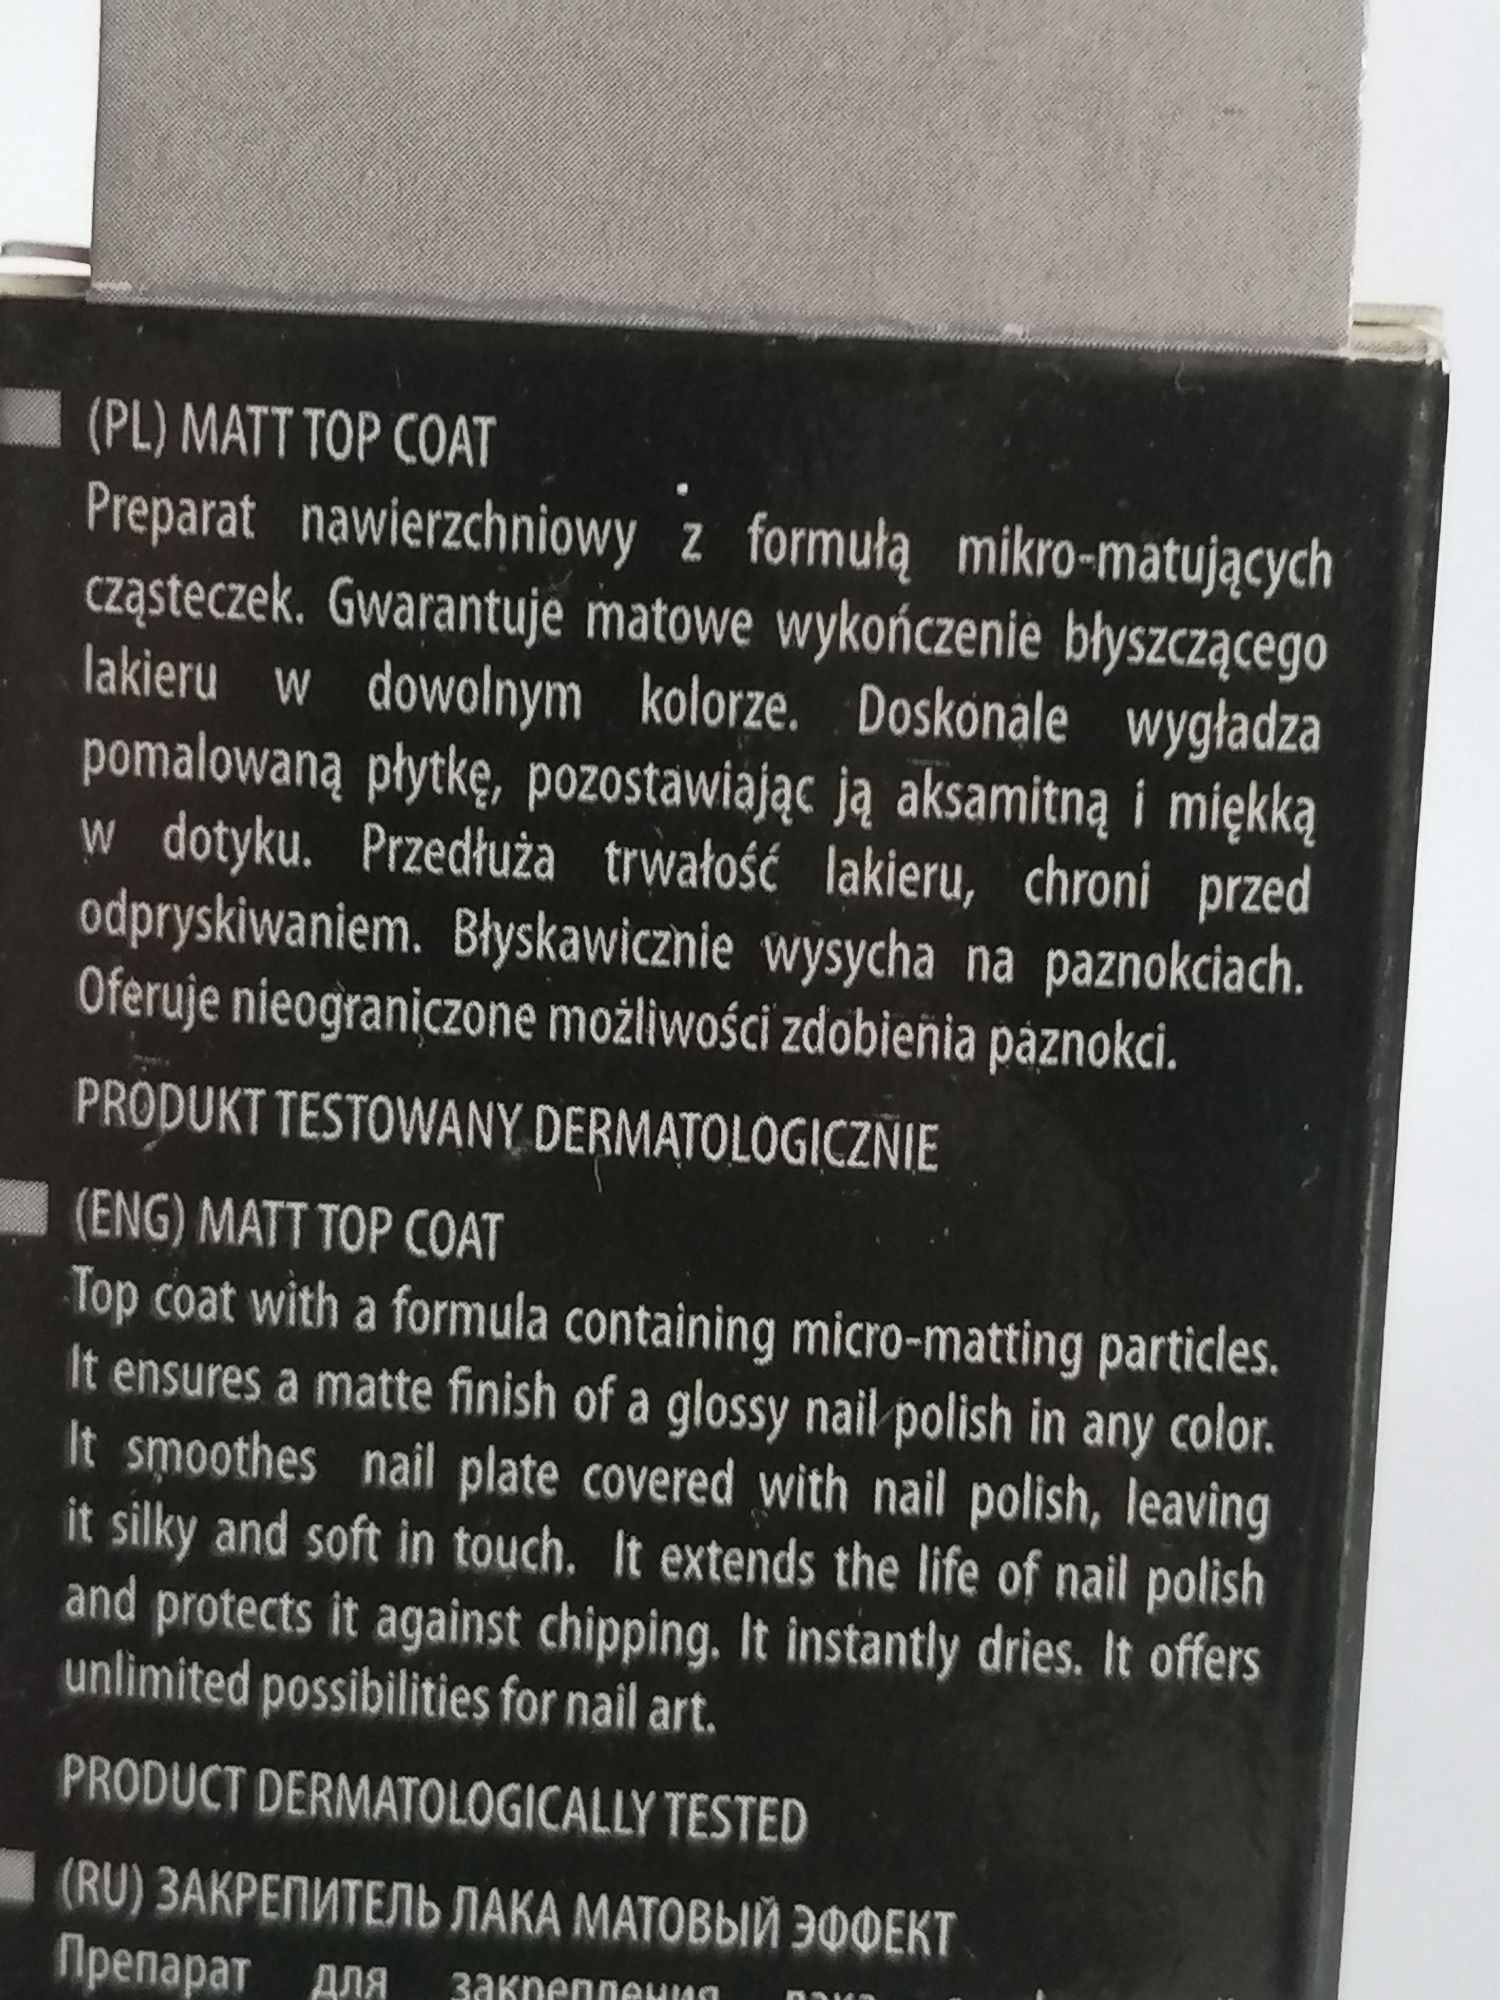 (PL) MATT TOP COAT
Preparat nawierzchniowy z formułą mikro-matujących
cząsteczek. Gwarantuje matowe wykończenie błyszczącego
lakieru w dowolnym kolorze. Doskonale wygładza
pomalowaną płytkę, pozostawiając ją aksamitną i miękką
w dotyku. Przedłuża trwałość lakieru, chroni przed
odpryskiwaniem. Błyskawicznie wysycha na paznokciach.
Oferuje nieograniczone możliwości zdobienia paznokci.
PRODUKT TESTOWANY DERMATOLOGICZNIE
(ENG) MATT TOP COAT
Top coat with a formula containing micro-matting particles.
It ensures a matte finish of a glossy nail polish in any color.
It smoothes nail plate covered with nail polish, leaving
it silky and soft in touch. It extends the life of nail polish
and protects it against chipping. It instantly dries. It offers
unlimited possibilities for nail art.
PRODUCT DERMATOLOGICALLY TESTED
(RU) ЗАКРЕПИТЕЛЬ ЛАКА МАТОВЫЙ ЭФФЕКТ
Препарат для закрепления лака